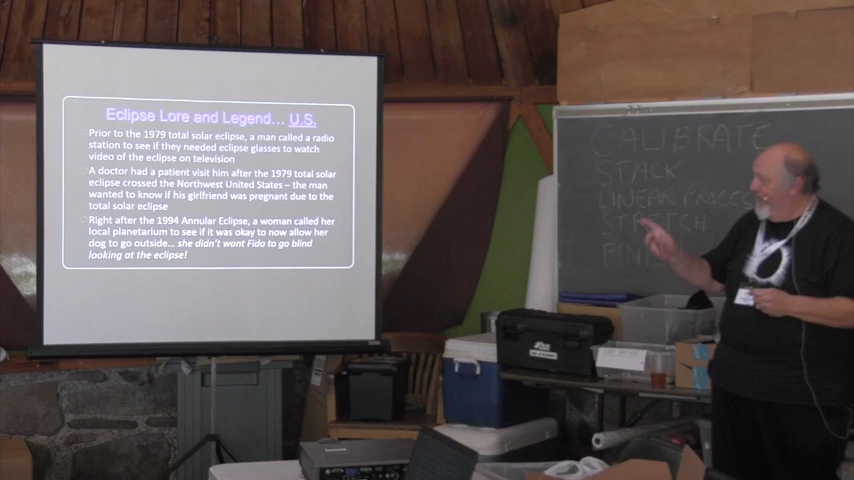 Eclipse Lore and Legend... U.S.
Prior to the 1979 total solar eclipse, a man called a radio
station to see if they needed eclipse glasses to watch
video of the eclipse on television
A doctor had a patient visit him after the 1979 total solar
eclipse crossed the Northwest United States – the man
wanted to know if his girlfriend was pregnant due to the
total solar eclipse
Right after the 1994 Annular Eclipse, a woman called her
local planetarium to see if it was okay to now allow her
dog to go outside... she didn't want Fido to go blind
looking at the eclipse!
CALIBRATE
STACK
LINEAR PROCESS
STRETCH
FINIS